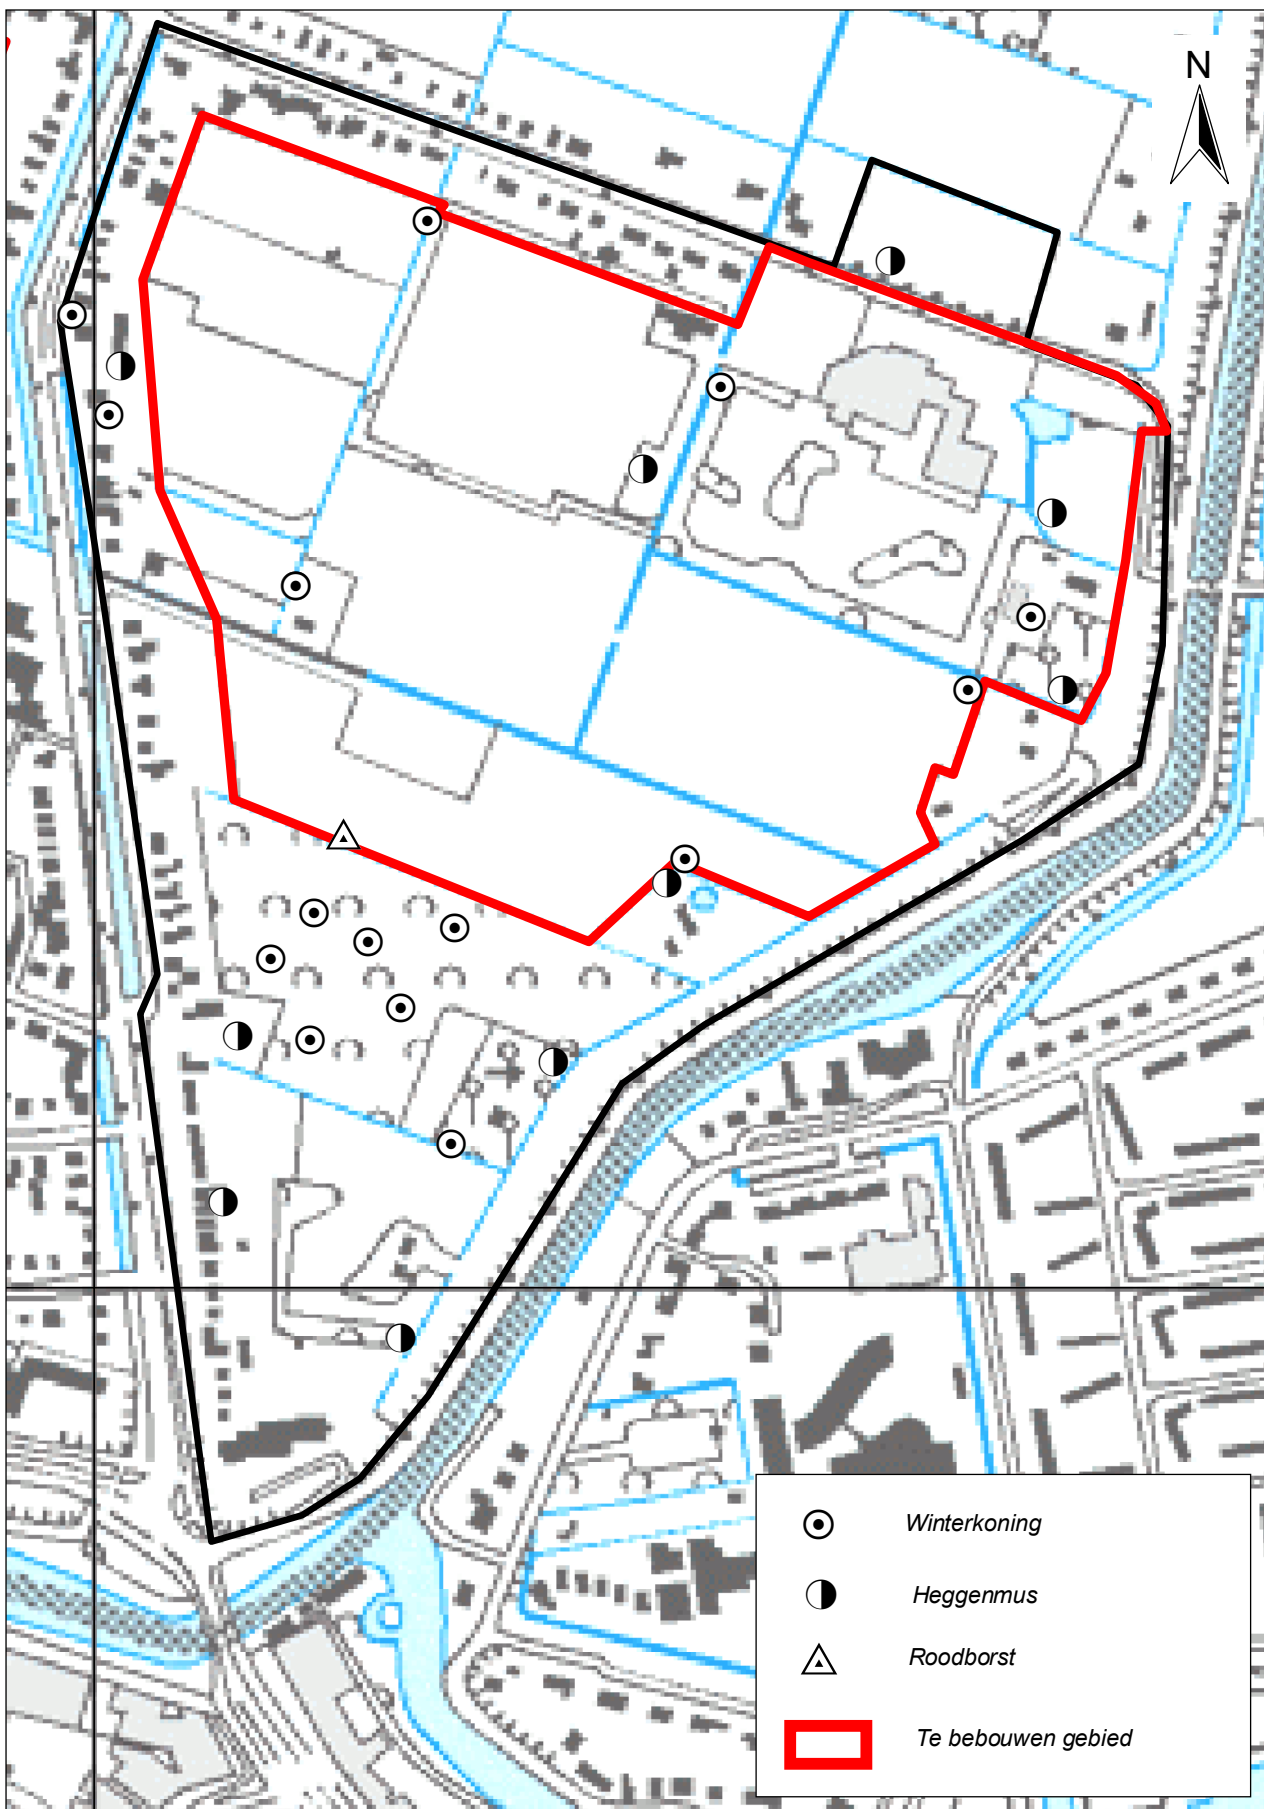 N
Winterkoning
Heggenmus
Roodborst
Te bebouwen gebied